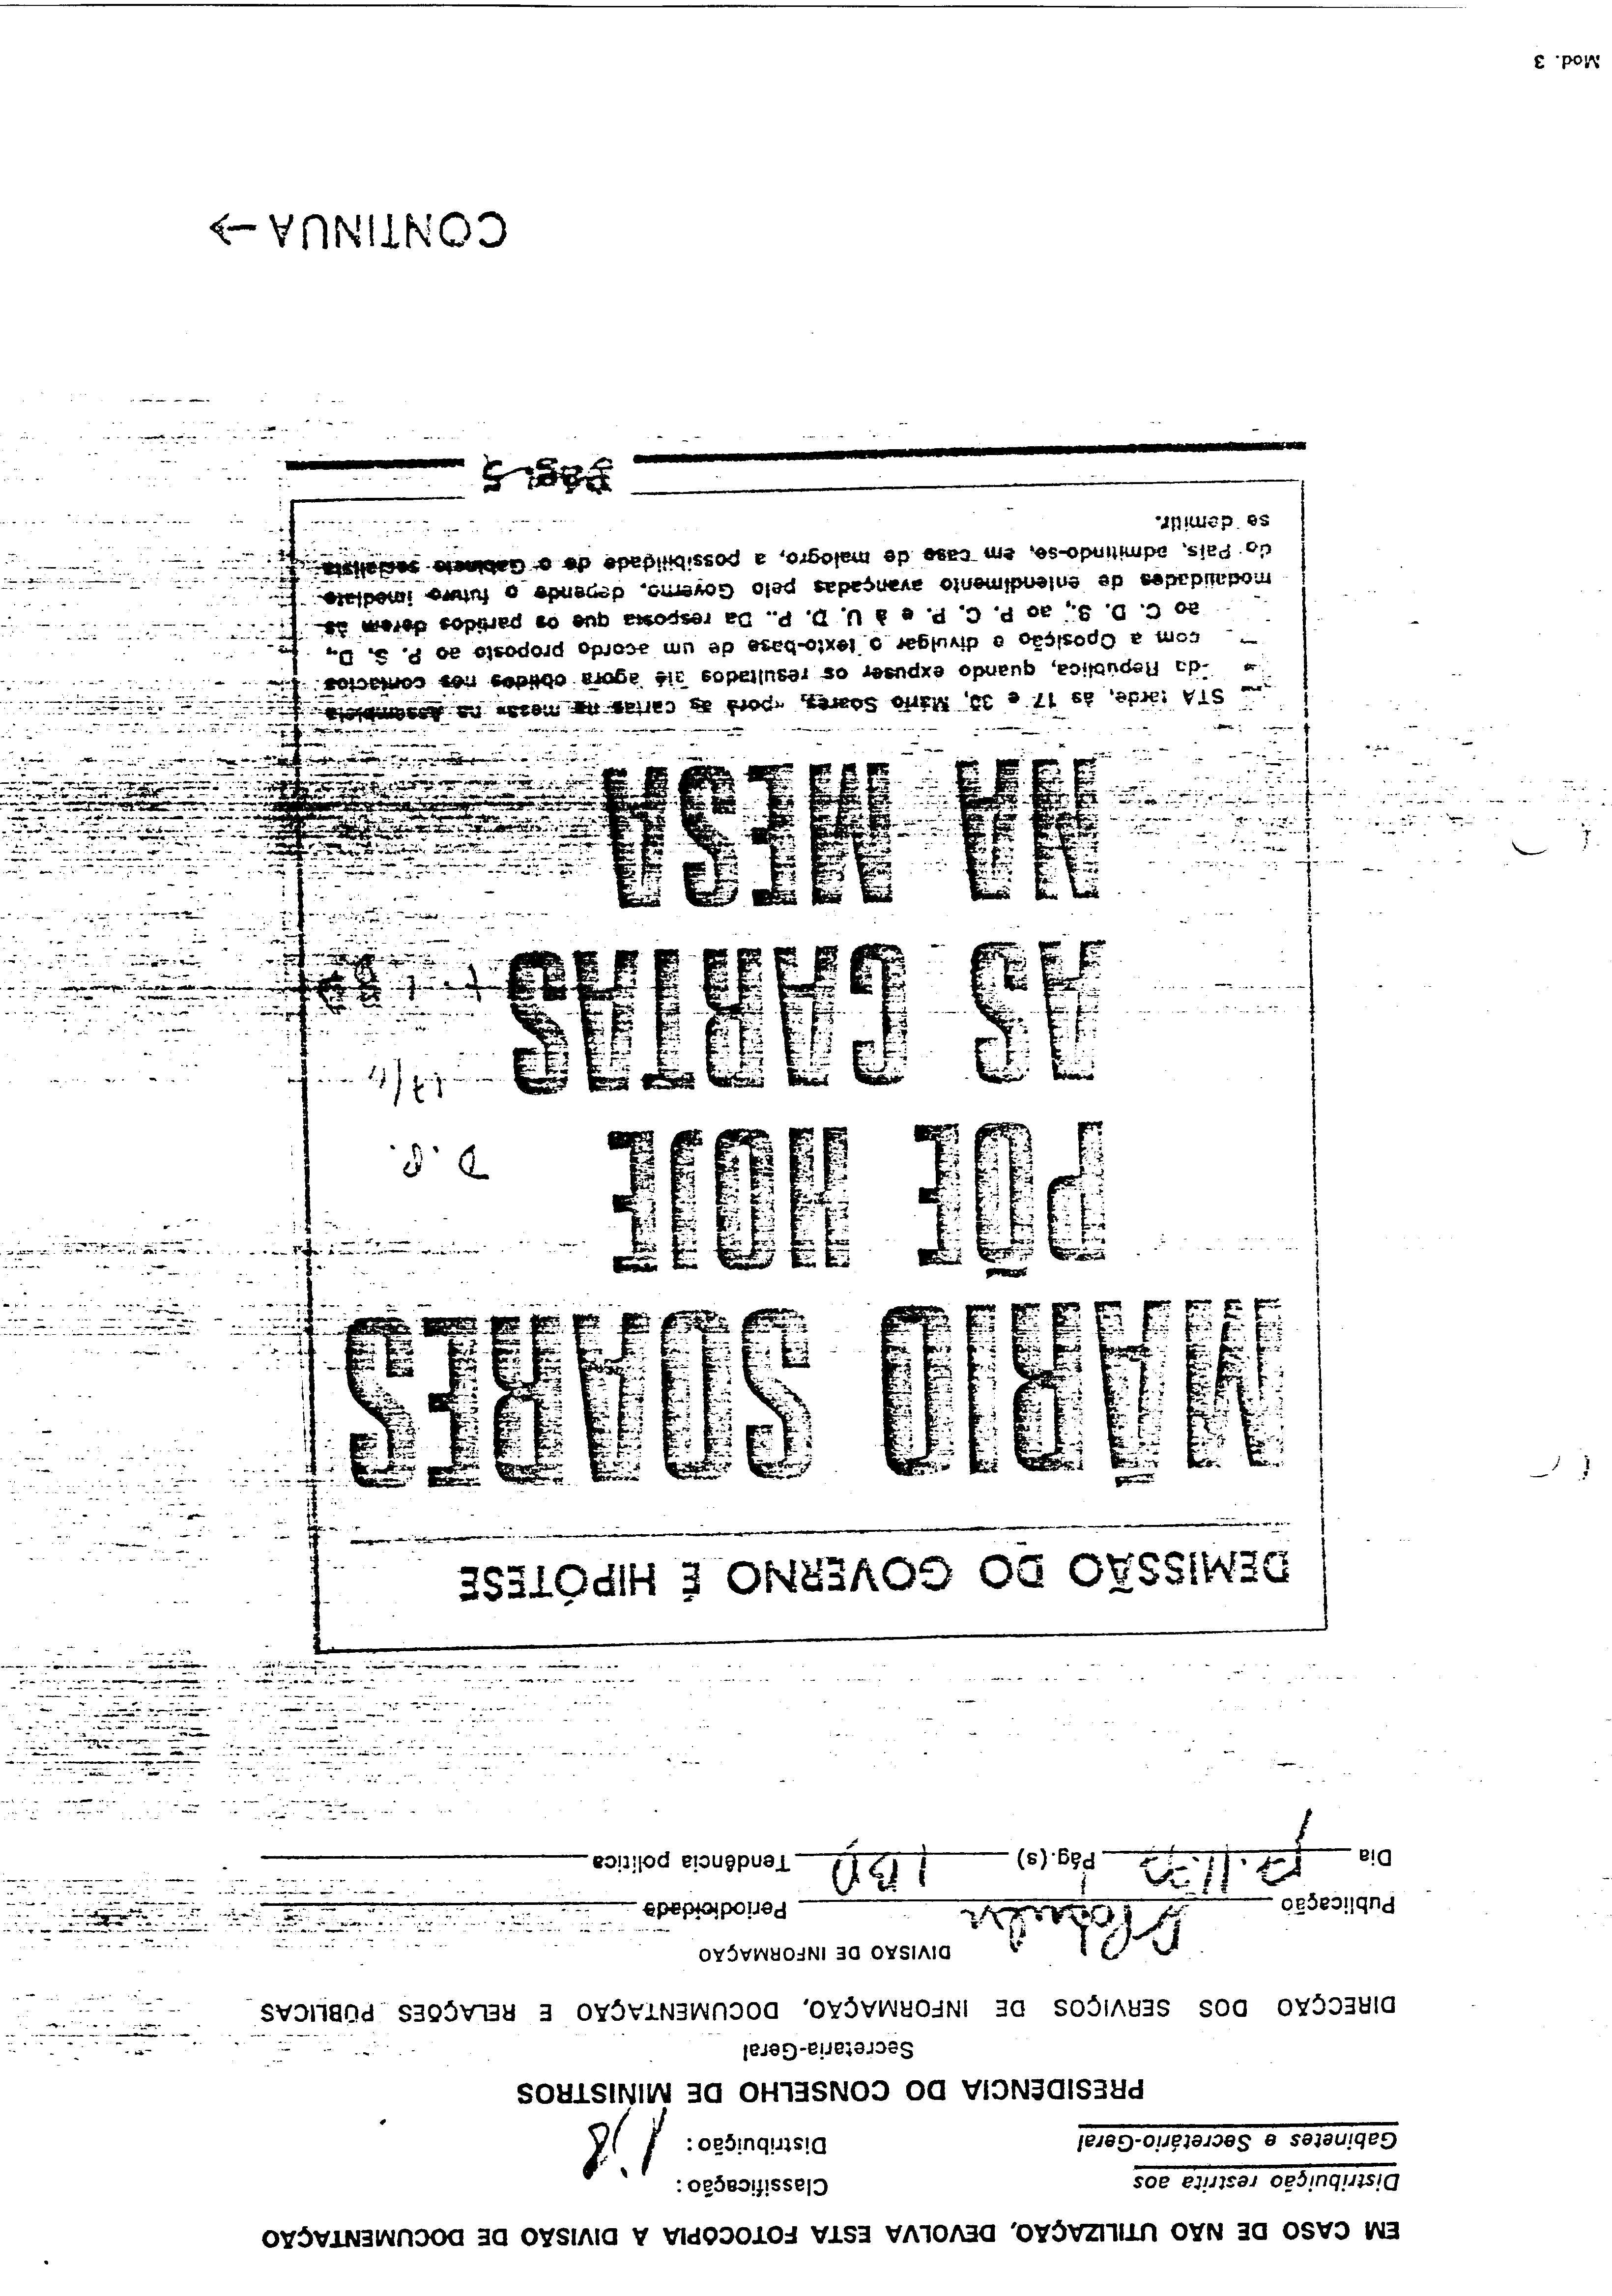 EM CASO DE NÃO UTILIZAÇÃO, DEVOLVA ESTA FOTOCÓPIA À DIVISÃO DE DOCUMENTAÇÃO
Distribuição restrita aos
Gabinetes e Secretário-Geral
Classificação:
Distribuição:
PRESIDÊNCIA DO CONSELHO DE MINISTROS
Secretaria-Geral
DIRECÇÃO DOS SERVIÇOS DE INFORMAÇÃO, DOCUMENTAÇÃO E RELAÇÕES PÚBLICAS
DIVISÃO DE INFORMAÇÃO
Publicação Periodicidade
Dia Pág.(s) Tendência política
DEMISSÃO DO GOVERNO É HIPÓTESE
MÁRIO SOARES
PÕE HOJE
AS CARTAS
NA MESA
STA tarde, às 17 e 30, Mário Soares, «porá as cartas na mesa» na Assembleia
da República, quando expuser os resultados até agora obtidos nos contactos
com a Oposição e divulgar o texto-base de um acordo proposto ao P. S. D.,
ao C. D. S., ao P. C. P. e à U. D. P.. Da resposta que os partidos derem às
modalidades de entendimento avançadas pelo Governo, depende o futuro imediato
do País, admitindo-se, em caso de malogro, a possibilidade de o Gabinete socialista
se demitir.
Pág. 5
CONTINUA →
Mod. 3